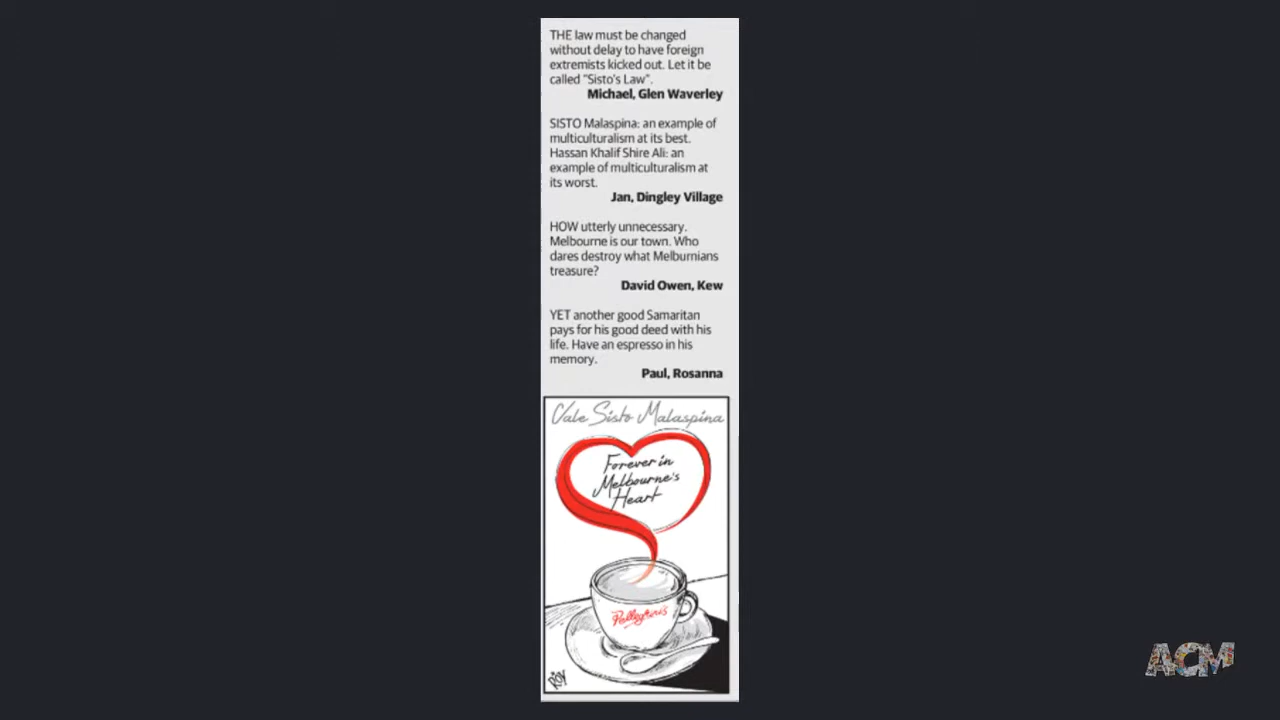 THE law must be changed
without delay to have foreign
extremists kicked out. Let it be
called "Sisto's Law".
Michael, Glen Waverley
SISTO Malaspina: an example of
multiculturalism at its best.
Hassan Khalif Shire Ali: an
example of multiculturalism at
its worst.
Jan, Dingley Village
HOW utterly unnecessary.
Melbourne is our town. Who
dares destroy what Melburnians
treasure?
David Owen, Kew
YET another good Samaritan
pays for his good deed with his
life. Have an espresso in his
memory.
Paul, Rosanna
Vale Sisto Malaspina
Forever in
Melbourne's
Heart
Pellegrini's
ROY
ACM